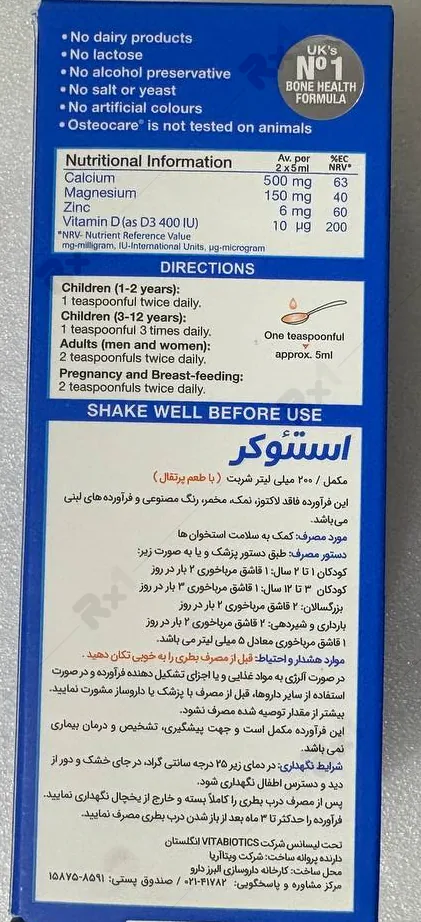 • No dairy products
• No lactose
• No alcohol preservative
• No salt or yeast
• No artificial colours
• Osteocare® is not tested on animals
UK's
Nº1
BONE HEALTH
FORMULA
Nutritional Information Av. per 2 x 5ml %EC NRV*
Calcium 500 mg 63
Magnesium 150 mg 40
Zinc 6 mg 60
Vitamin D (as D3 400 IU) 10 µg 200
*NRV- Nutrient Reference Value
mg-milligram, IU-International Units, µg-microgram
DIRECTIONS
Children (1-2 years):
1 teaspoonful twice daily.
Children (3-12 years):
1 teaspoonful 3 times daily.
Adults (men and women):
2 teaspoonfuls twice daily.
Pregnancy and Breast-feeding:
2 teaspoonfuls twice daily.
One teaspoonful
approx. 5ml
SHAKE WELL BEFORE USE
استئوکر
مکمل / ۲۰۰ میلی لیتر شربت ( با طعم پرتقال )
این فرآورده فاقد لاکتوز، نمک، مخمر، رنگ مصنوعی و فرآورده های لبنی
می‌باشد.
مورد مصرف: کمک به سلامت استخوان ها
دستور مصرف: طبق دستور پزشک و یا به صورت زیر:
کودکان ۱ تا ۲ سال: ۱ قاشق مرباخوری ۲ بار در روز
کودکان ۳ تا ۱۲ سال: ۱ قاشق مرباخوری ۳ بار در روز
بزرگسالان: ۲ قاشق مرباخوری ۲ بار در روز
بارداری و شیردهی: ۲ قاشق مرباخوری ۲ بار در روز
۱ قاشق مرباخوری معادل ۵ میلی لیتر می باشد.
موارد هشدار و احتیاط: قبل از مصرف بطری را به خوبی تکان دهید .
در صورت آلرژی به مواد غذایی و یا اجزای تشکیل دهنده فرآورده و در صورت
استفاده از سایر داروها، قبل از مصرف با پزشک یا داروساز مشورت نمایید.
بیشتر از مقدار توصیه شده مصرف نشود.
این فرآورده مکمل است و جهت پیشگیری، تشخیص و درمان بیماری
نمی باشد.
شرایط نگهداری: در دمای زیر ۲۵ درجه سانتی گراد، در جای خشک و دور از
دید و دسترس اطفال نگهداری شود.
پس از مصرف درب بطری را کاملاً بسته و خارج از یخچال نگهداری نمایید.
فرآورده را حداکثر تا ۳ ماه بعد از باز شدن درب بطری مصرف نمایید.
تحت لیسانس شرکت VITABIOTICS انگلستان
دارنده پروانه ساخت: شرکت ویتاآریا
محل ساخت: کارخانه داروسازی البرز دارو
مرکز مشاوره و پاسخگویی: ۰۲۱-۴۱۷۸۲ / صندوق پستی: ۸۵۹۱-۱۵۸۷۵